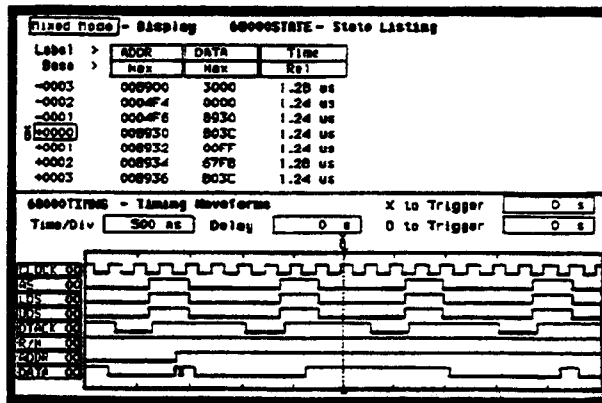 Mixed Mode - Display 68000STATE - State Listing
Label > ADDR DATA Time
Base > Hex Hex Rel
-0003 008900 3000 1.28 us
-0002 0004F4 0000 1.24 us
-0001 0004F6 8930 1.24 us
+0000 008930 B03C 1.24 us
+0001 008932 00FF 1.24 us
+0002 008934 67F8 1.28 us
+0003 008936 B03C 1.24 us
68000TIMNG - Timing Waveforms X to Trigger 0 s
Time/Div 500 ns Delay 0 s O to Trigger 0 s
CLOCK 00
AS 00
LDS 00
UDS 00
DTACK 00
R/W 00
ADDR 00
DATA 00